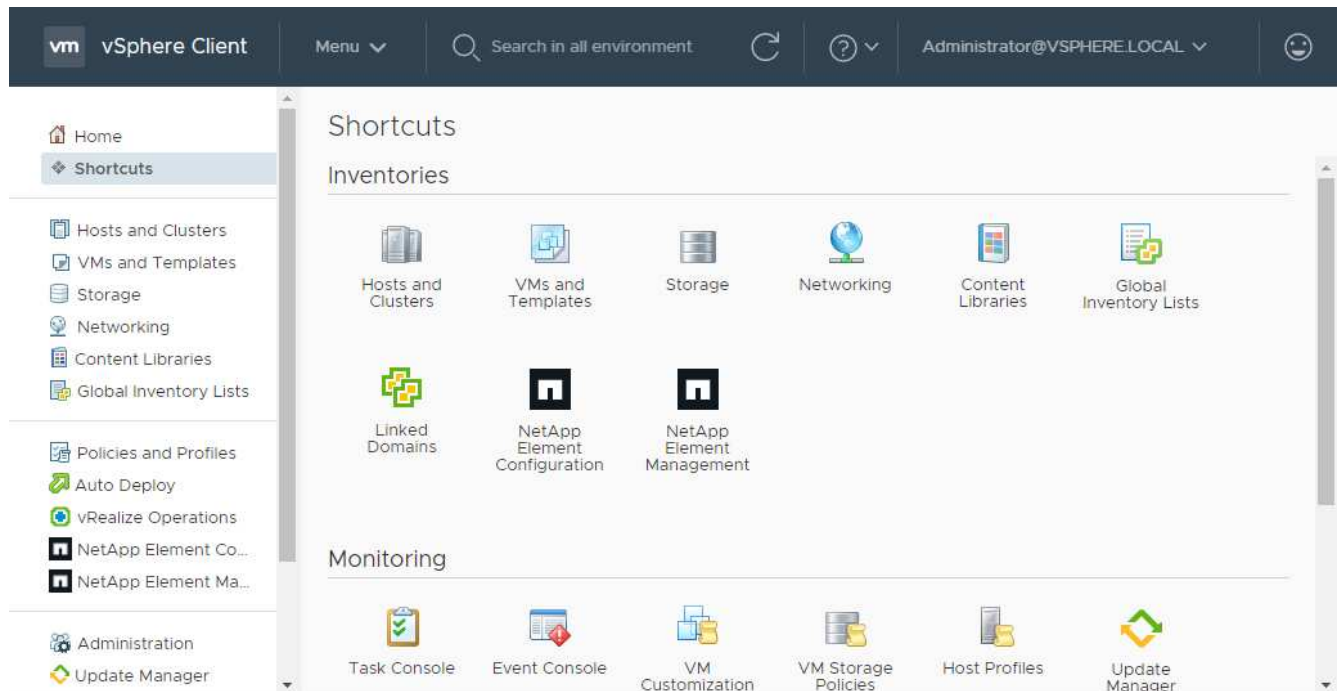 vm vSphere Client Menu Search in all environment Administrator@VSPHERE.LOCAL
Home
Shortcuts
Hosts and Clusters
VMs and Templates
Storage
Networking
Content Libraries
Global Inventory Lists
Policies and Profiles
Auto Deploy
vRealize Operations
NetApp Element Co...
NetApp Element Ma...
Administration
Update Manager
Shortcuts
Inventories
Hosts and
Clusters
VMs and
Templates
Storage
Networking
Content
Libraries
Global
Inventory Lists
Linked
Domains
NetApp
Element
Configuration
NetApp
Element
Management
Monitoring
Task Console
Event Console
VM
Customization
VM Storage
Policies
Host Profiles
Update
Manager